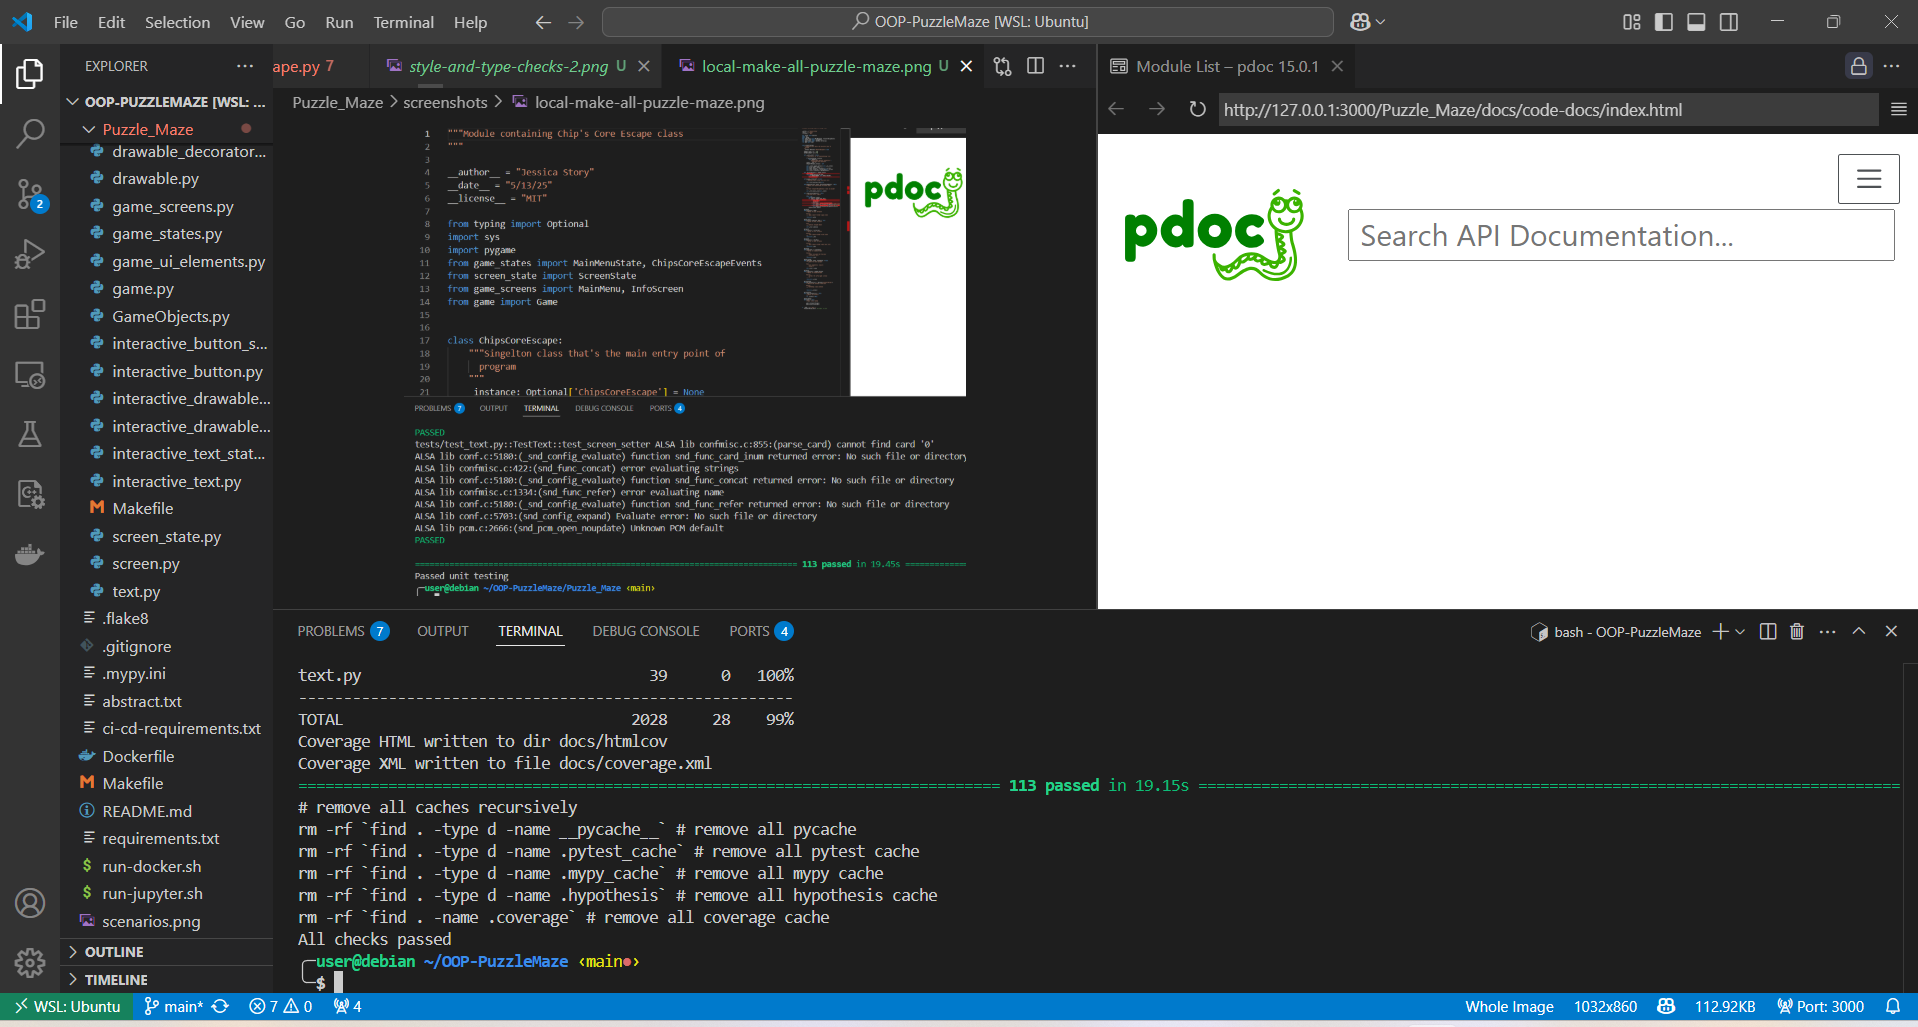 File Edit Selection View Go Run Terminal Help
OOP-PuzzleMaze [WSL: Ubuntu]
EXPLORER
OOP-PUZZLEMAZE [WSL: ...
Puzzle_Maze
drawable_decorator...
drawable.py
game_screens.py
game_states.py
game_ui_elements.py
game.py
GameObjects.py
interactive_button_s...
interactive_button.py
interactive_drawable...
interactive_drawable...
interactive_text_stat...
interactive_text.py
Makefile
screen_state.py
screen.py
text.py
.flake8
.gitignore
.mypy.ini
abstract.txt
ci-cd-requirements.txt
Dockerfile
Makefile
README.md
requirements.txt
run-docker.sh
run-jupyter.sh
scenarios.png
OUTLINE
TIMELINE
2
ape.py 7
style-and-type-checks-2.png U
local-make-all-puzzle-maze.png U
Puzzle_Maze > screenshots > local-make-all-puzzle-maze.png
1 """Module containing Chip's Core Escape class
2 """
3
4 __author__ = "Jessica Story"
5 __date__ = "5/13/25"
6 __license__ = "MIT"
7
8 from typing import Optional
9 import sys
10 import pygame
11 from game_states import MainMenuState, ChipsCoreEscapeEvents
12 from screen_state import ScreenState
13 from game_screens import MainMenu, InfoScreen
14 from game import Game
15
16
17 class ChipsCoreEscape:
18 """Singelton class that's the main entry point of
19 program
20 """
21 instance: Optional['ChipsCoreEscape'] = None
pdoc
PROBLEMS 7 OUTPUT TERMINAL DEBUG CONSOLE PORTS 4
PASSED
tests/test_text.py::TestText::test_screen_setter ALSA lib confmisc.c:855:(parse_card) cannot find card '0'
ALSA lib conf.c:5180:(_snd_config_evaluate) function snd_func_card_inum returned error: No such file or directory
ALSA lib confmisc.c:422:(snd_func_concat) error evaluating strings
ALSA lib conf.c:5180:(_snd_config_evaluate) function snd_func_concat returned error: No such file or directory
ALSA lib confmisc.c:1334:(snd_func_refer) error evaluating name
ALSA lib conf.c:5180:(_snd_config_evaluate) function snd_func_refer returned error: No such file or directory
ALSA lib conf.c:5703:(snd_config_expand) Evaluate error: No such file or directory
ALSA lib pcm.c:2666:(snd_pcm_open_noupdate) Unknown PCM default
PASSED
113 passed in 19.45s
Passed unit testing
user@debian ~/OOP-PuzzleMaze/Puzzle_Maze ‹main›
Module List – pdoc 15.0.1
http://127.0.0.1:3000/Puzzle_Maze/docs/code-docs/index.html
pdoc
Search API Documentation...
PROBLEMS 7 OUTPUT TERMINAL DEBUG CONSOLE PORTS 4
bash - OOP-PuzzleMaze
text.py 39 0 100%
-------------------------------------------------------
TOTAL 2028 28 99%
Coverage HTML written to dir docs/htmlcov
Coverage XML written to file docs/coverage.xml
113 passed in 19.15s
# remove all caches recursively
rm -rf `find . -type d -name __pycache__` # remove all pycache
rm -rf `find . -type d -name .pytest_cache` # remove all pytest cache
rm -rf `find . -type d -name .mypy_cache` # remove all mypy cache
rm -rf `find . -type d -name .hypothesis` # remove all hypothesis cache
rm -rf `find . -name .coverage` # remove all coverage cache
All checks passed
user@debian ~/OOP-PuzzleMaze ‹main●›
$
WSL: Ubuntu main* 7 0 4
Whole Image 1032x860 112.92KB Port: 3000